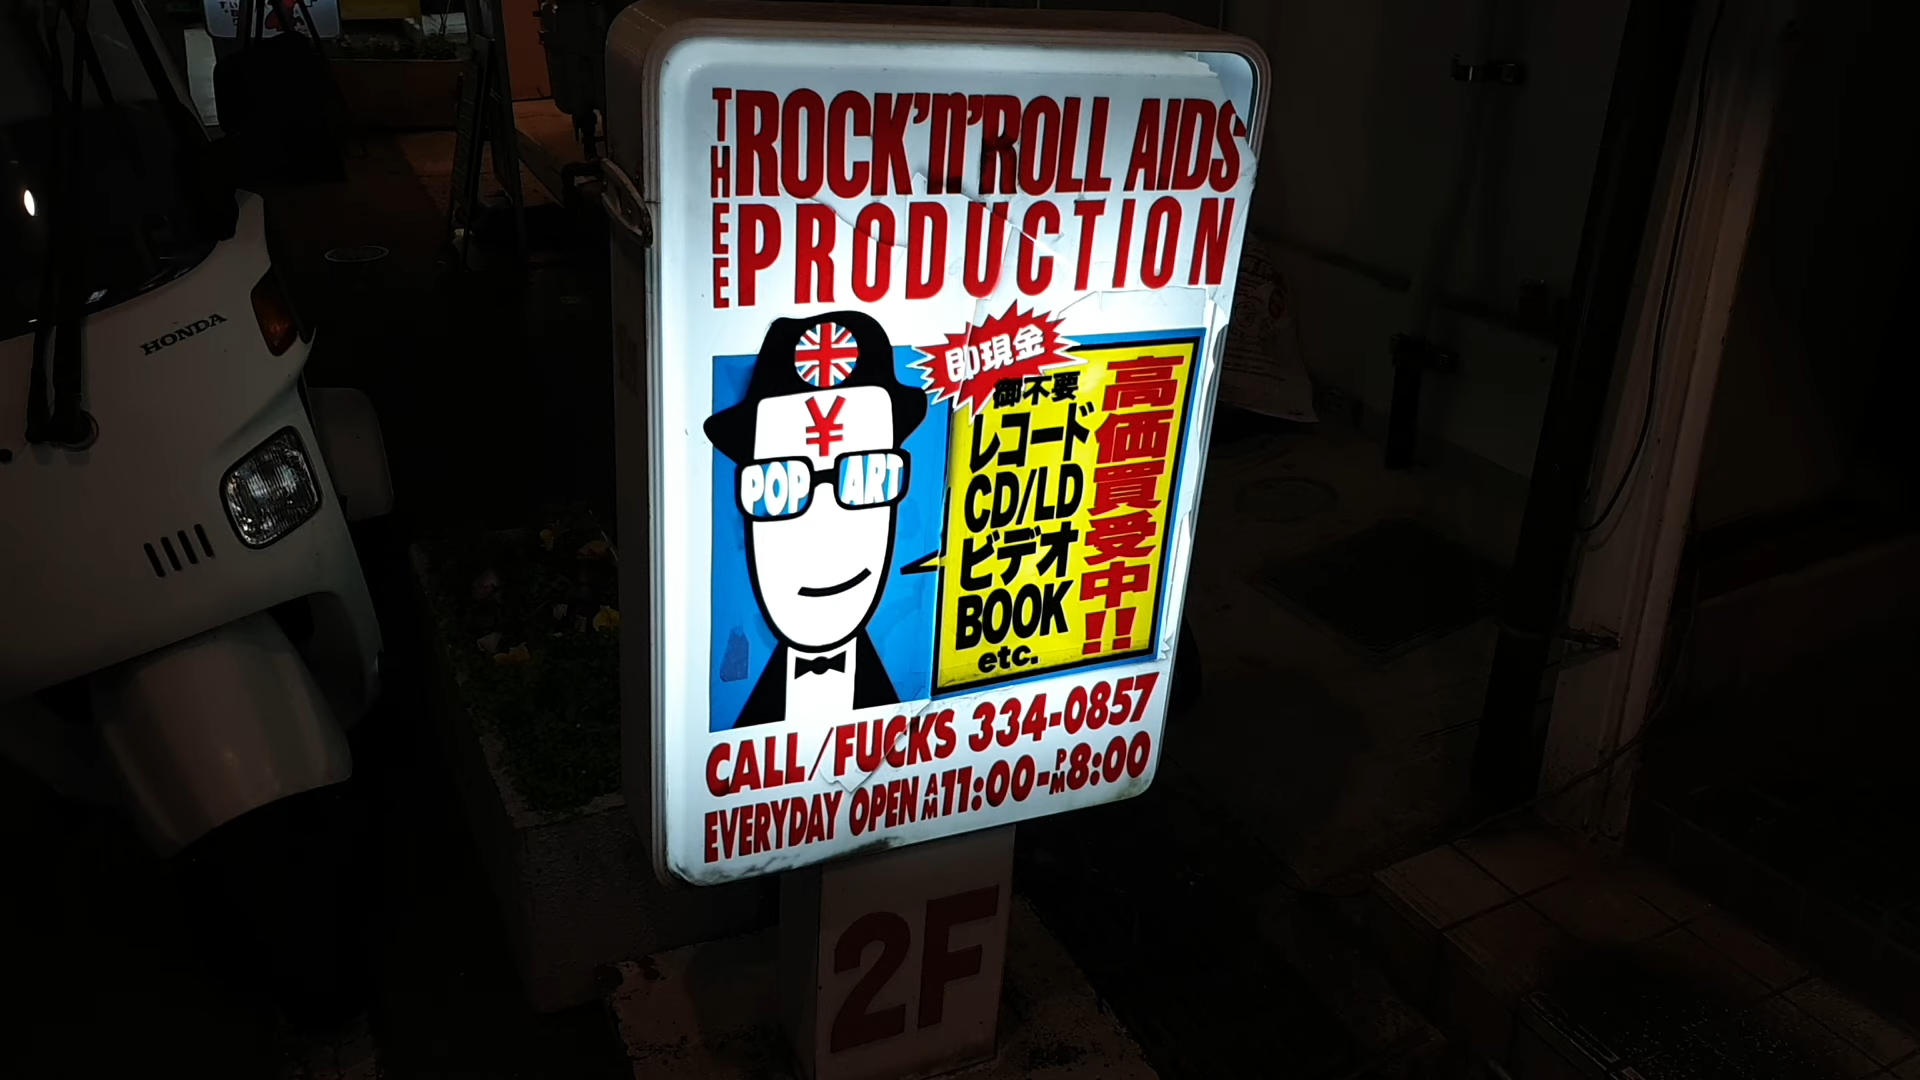 THEE
ROCK'n'ROLL AIDS
PRODUCTION
¥
POP ART
即現金
御不要
レコード
CD/LD
ビデオ
BOOK
etc.
高価買受中!!
CALL/FUCKS 334-0857
EVERYDAY OPEN AM11:00-PM8:00
2F
HONDA